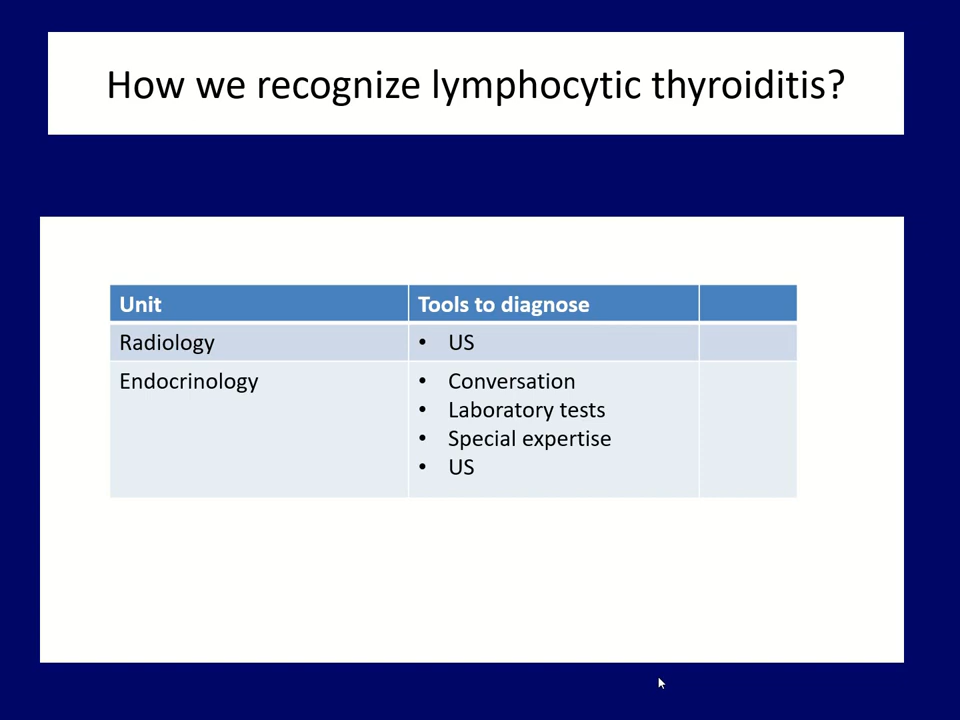 How we recognize lymphocytic thyroiditis?
Unit
Tools to diagnose
Radiology
• US
Endocrinology
• Conversation
• Laboratory tests
• Special expertise
• US